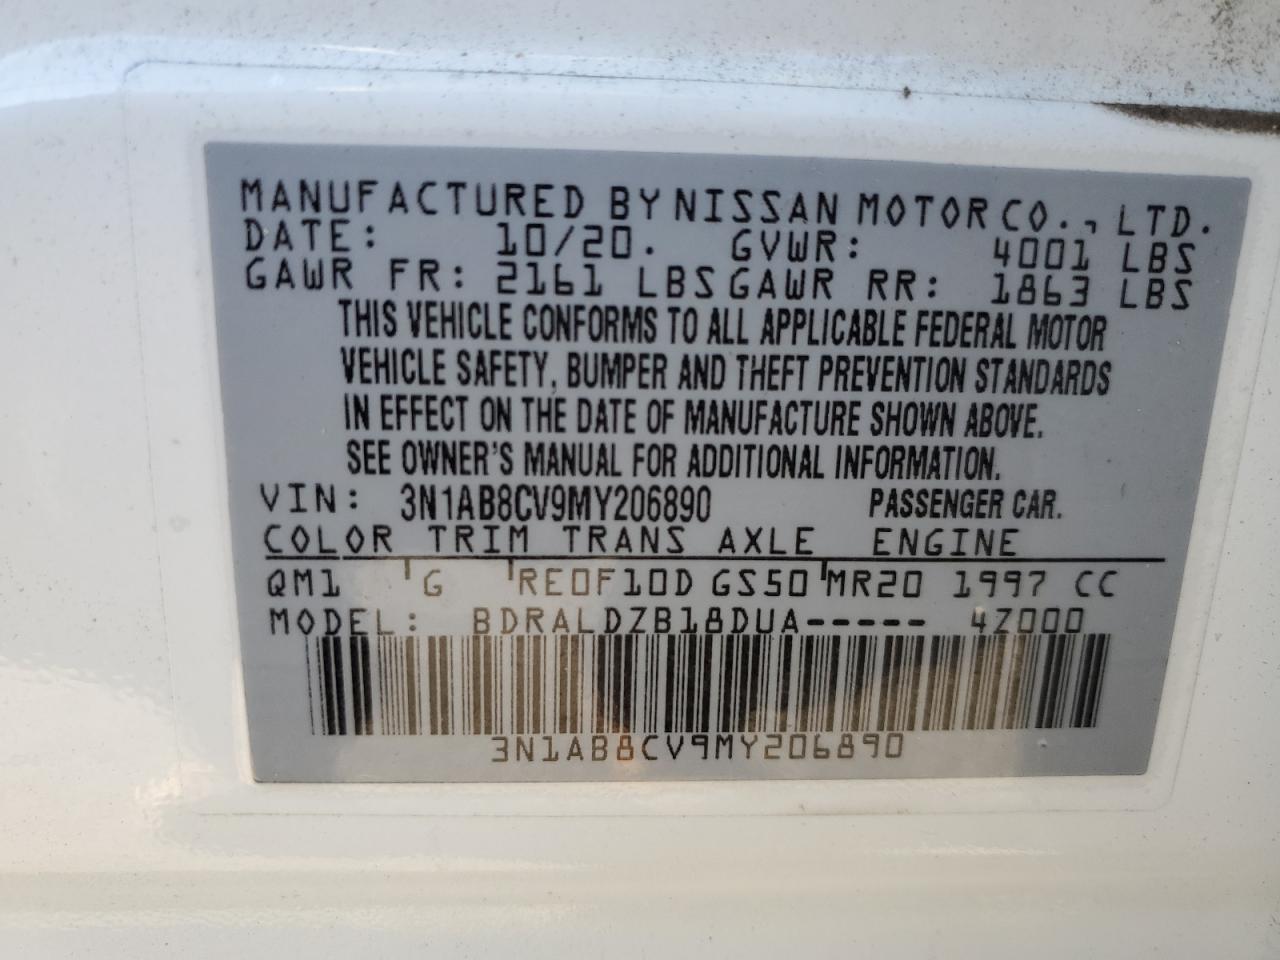 MANUFACTURED BY NISSAN MOTOR CO., LTD.
DATE: 10/20. GVWR: 4001 LBS
GAWR FR: 2161 LBS GAWR RR: 1863 LBS
THIS VEHICLE CONFORMS TO ALL APPLICABLE FEDERAL MOTOR
VEHICLE SAFETY, BUMPER AND THEFT PREVENTION STANDARDS
IN EFFECT ON THE DATE OF MANUFACTURE SHOWN ABOVE.
SEE OWNER'S MANUAL FOR ADDITIONAL INFORMATION.
VIN: 3N1AB8CV9MY206890 PASSENGER CAR.
COLOR TRIM TRANS AXLE ENGINE
QM1 G RE0F10D GS50 MR20 1997 CC
MODEL: BDRALDZB18DUA----- 4Z000
3N1AB8CV9MY206890